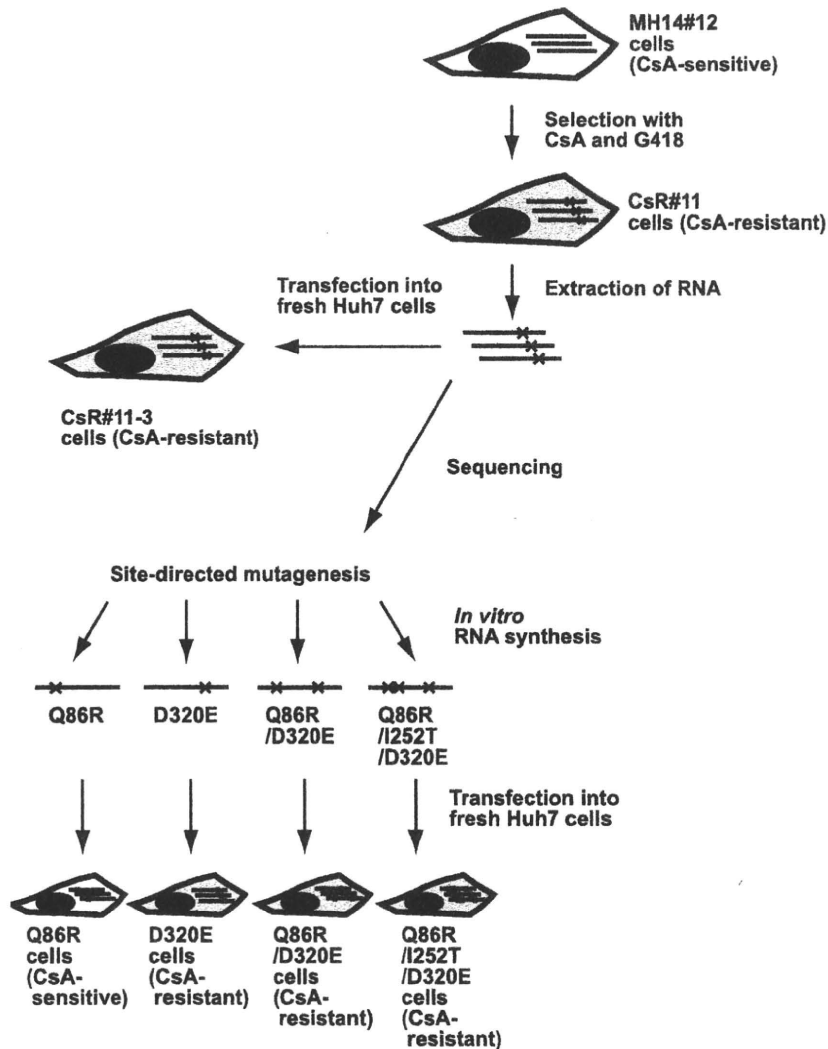 MH14#12
cells
(CsA-sensitive)
Selection with
CsA and G418
CsR#11
cells (CsA-resistant)
Extraction of RNA
Transfection into
fresh Huh7 cells
CsR#11-3
cells (CsA-resistant)
Sequencing
Site-directed mutagenesis
In vitro
RNA synthesis
Q86R
D320E
Q86R
/D320E
Q86R
/I252T
/D320E
Transfection into
fresh Huh7 cells
Q86R
cells
(CsA-
sensitive)
D320E
cells
(CsA-
resistant)
Q86R
/D320E
cells
(CsA-
resistant)
Q86R
/I252T
/D320E
cells
(CsA-
resistant)